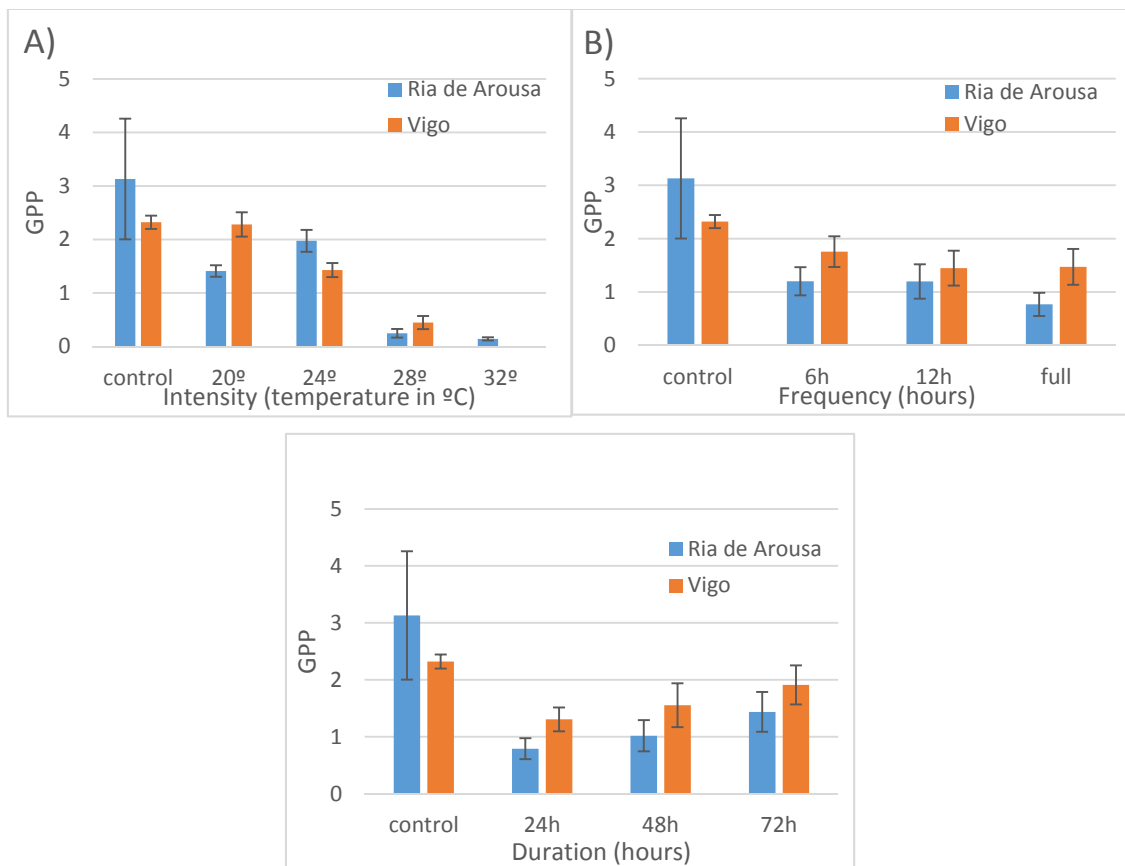 A)
5
4
3
2
1
0
GPP
Ria de Arousa
Vigo
control 20º 24º 28º 32º
Intensity (temperature in ºC)
B)
5
4
3
2
1
0
GPP
Ria de Arousa
Vigo
control 6h 12h full
Frequency (hours)
5
4
3
2
1
0
GPP
Ria de Arousa
Vigo
control 24h 48h 72h
Duration (hours)